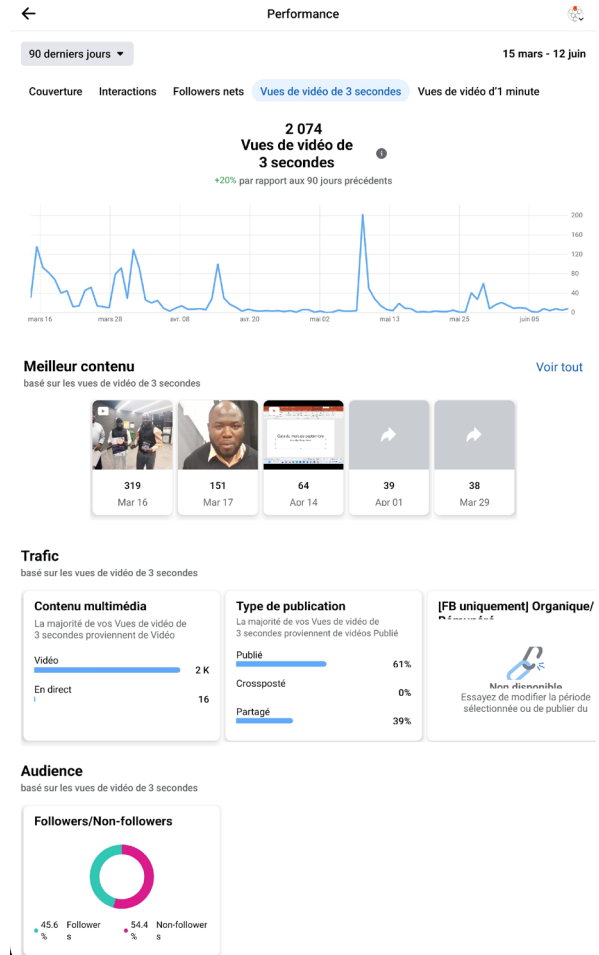 Performance
90 derniers jours
15 mars - 12 juin
Couverture Interactions Followers nets Vues de vidéo de 3 secondes Vues de vidéo d'1 minute
2 074
Vues de vidéo de
3 secondes
+20% par rapport aux 90 jours précédents
200
160
120
80
40
0
mars 16 mars 28 avr. 08 avr. 20 mai 02 mai 13 mai 25 juin 05
Meilleur contenu
Voir tout
basé sur les vues de vidéo de 3 secondes
319 151 64 39 38
Mar 16 Mar 17 Apr 14 Apr 01 Mar 29
Trafic
basé sur les vues de vidéo de 3 secondes
Contenu multimédia
La majorité de vos Vues de vidéo de
3 secondes proviennent de Vidéo
Vidéo
2 K
En direct
16
Type de publication
La majorité de vos Vues de vidéo de
3 secondes proviennent de vidéos Publié
Publié
61%
Crossposté
0%
Partagé
39%
[FB uniquement] Organique/
Non disponible
Essayez de modifier la période
sélectionnée ou de publier du
Audience
basé sur les vues de vidéo de 3 secondes
Followers/Non-followers
45.6 Follower 54.4 Non-follower
% s % s